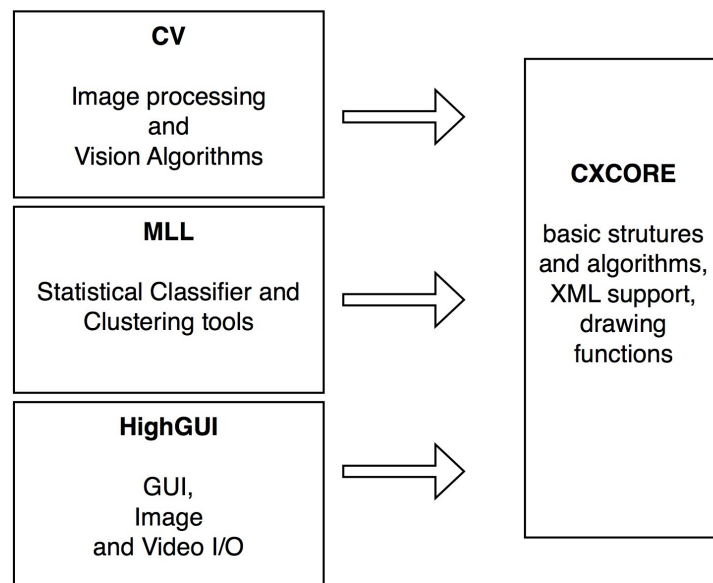 CV
Image processing
and
Vision Algorithms
MLL
Statistical Classifier and
Clustering tools
HighGUI
GUI,
Image
and Video I/O
CXCORE
basic strutures
and algorithms,
XML support,
drawing
functions